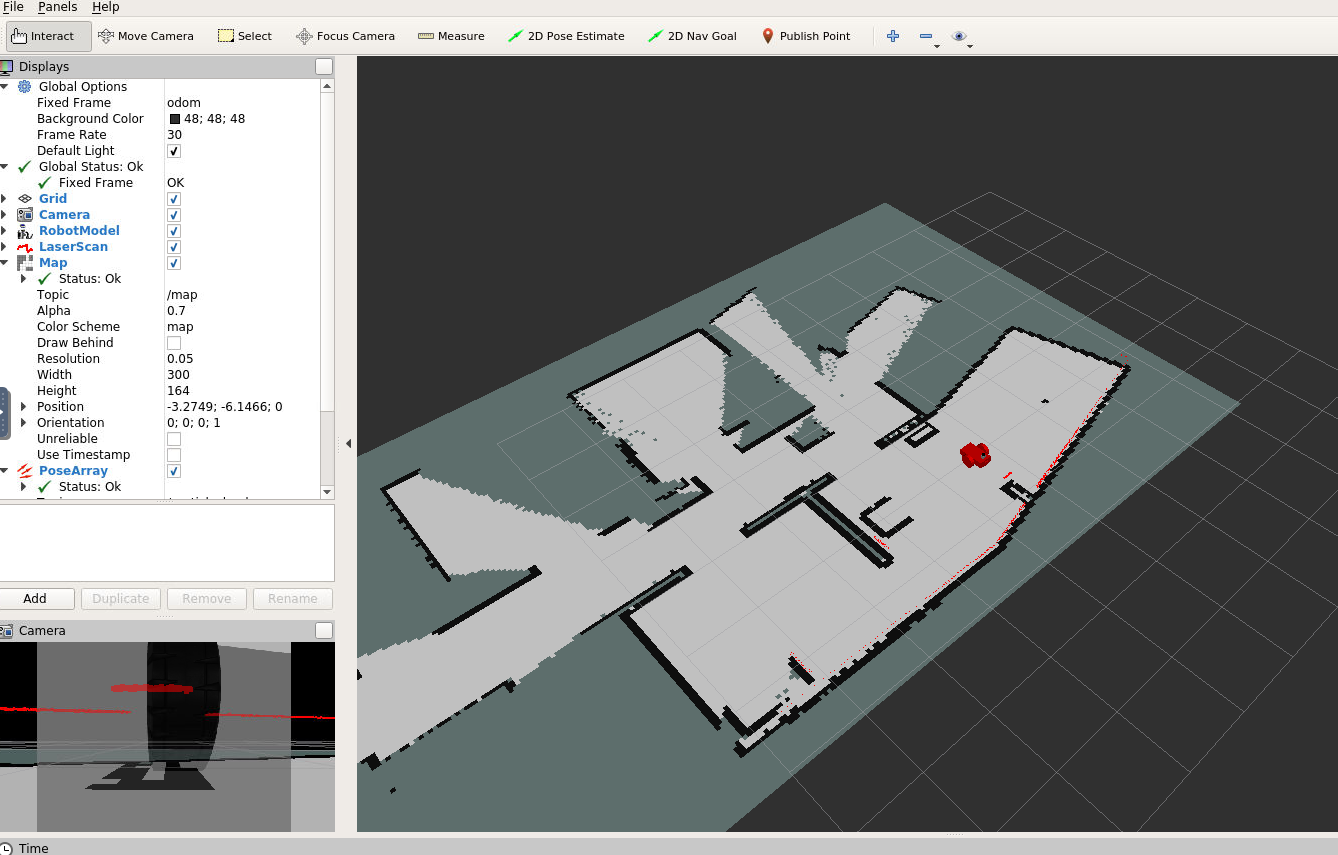 File Panels Help
Interact Move Camera Select Focus Camera Measure 2D Pose Estimate 2D Nav Goal Publish Point
Displays
Global Options
Fixed Frame odom
Background Color 48; 48; 48
Frame Rate 30
Default Light
Global Status: Ok
Fixed Frame OK
Grid
Camera
RobotModel
LaserScan
Map
Status: Ok
Topic /map
Alpha 0.7
Color Scheme map
Draw Behind
Resolution 0.05
Width 300
Height 164
Position -3.2749; -6.1466; 0
Orientation 0; 0; 0; 1
Unreliable
Use Timestamp
PoseArray
Status: Ok
Add Duplicate Remove Rename
Camera
Time